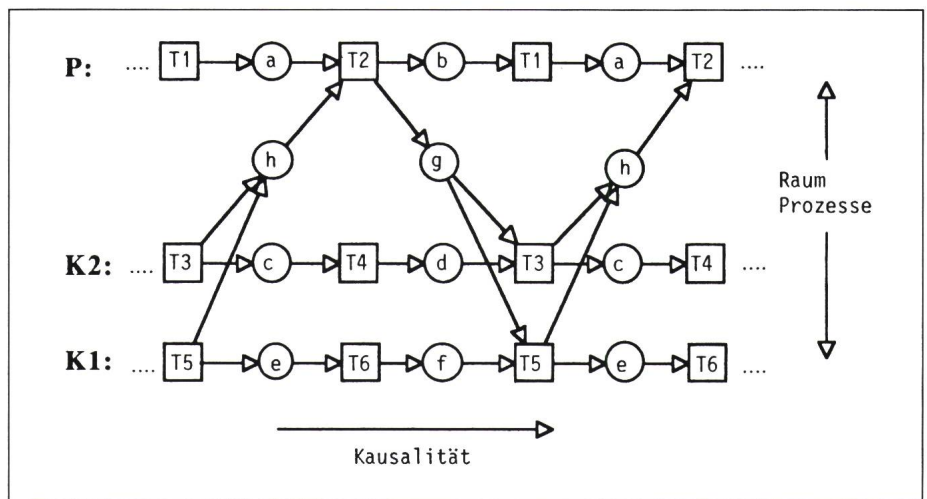 P: .... T1 a T2 b T1 a T2 ....
h g h
Raum
Prozesse
K2: .... T3 c T4 d T3 c T4 ....
K1: .... T5 e T6 f T5 e T6 ....
Kausalität